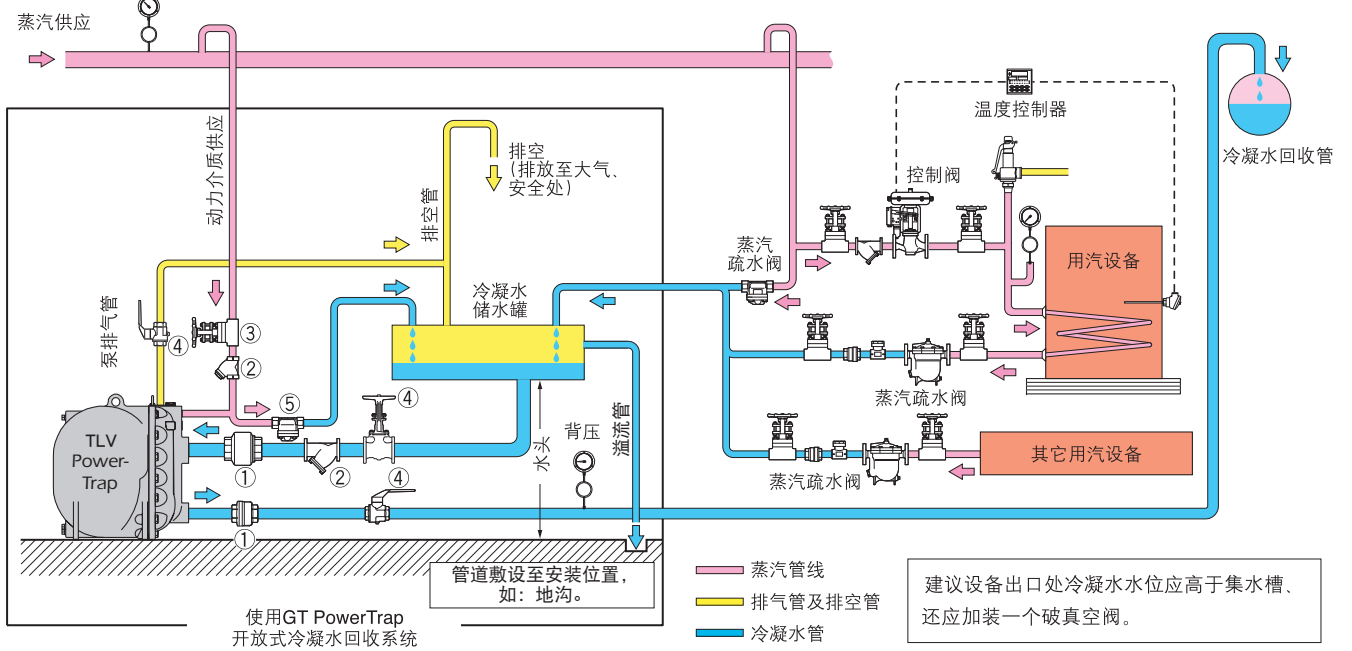 蒸汽供应
温度控制器
冷凝水回收管
动力介质供应
排空
(排放至大气、
安全处)
排空管
控制阀
蒸汽
疏水阀
用汽设备
冷凝水
储水罐
泵排气管
④
③
②
⑤
④
蒸汽疏水阀
TLV
Power-
Trap
①
②
④
水头
背压
溢流管
其它用汽设备
蒸汽疏水阀
①
管道敷设至安装位置，
如：地沟。
使用GT PowerTrap
开放式冷凝水回收系统
蒸汽管线
排气管及排空管
冷凝水管
建议设备出口处冷凝水水位应高于集水槽、
还应加装一个破真空阀。